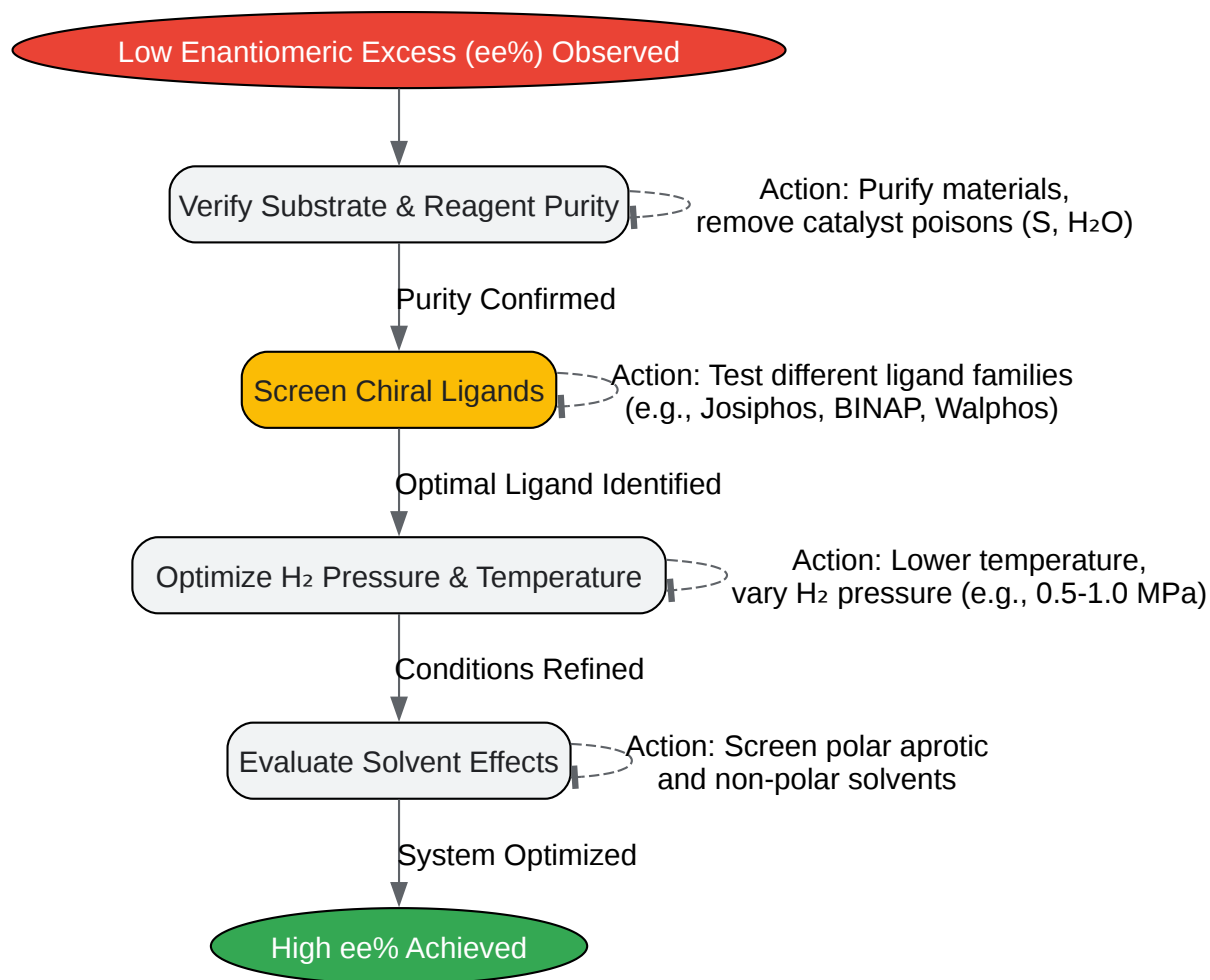 Low Enantiomeric Excess (ee%) Observed
Verify Substrate & Reagent Purity
Action: Purify materials,
remove catalyst poisons (S, H₂O)
Purity Confirmed
Screen Chiral Ligands
Action: Test different ligand families
(e.g., Josiphos, BINAP, Walphos)
Optimal Ligand Identified
Optimize H₂ Pressure & Temperature
Action: Lower temperature,
vary H₂ pressure (e.g., 0.5-1.0 MPa)
Conditions Refined
Evaluate Solvent Effects
Action: Screen polar aprotic
and non-polar solvents
System Optimized
High ee% Achieved